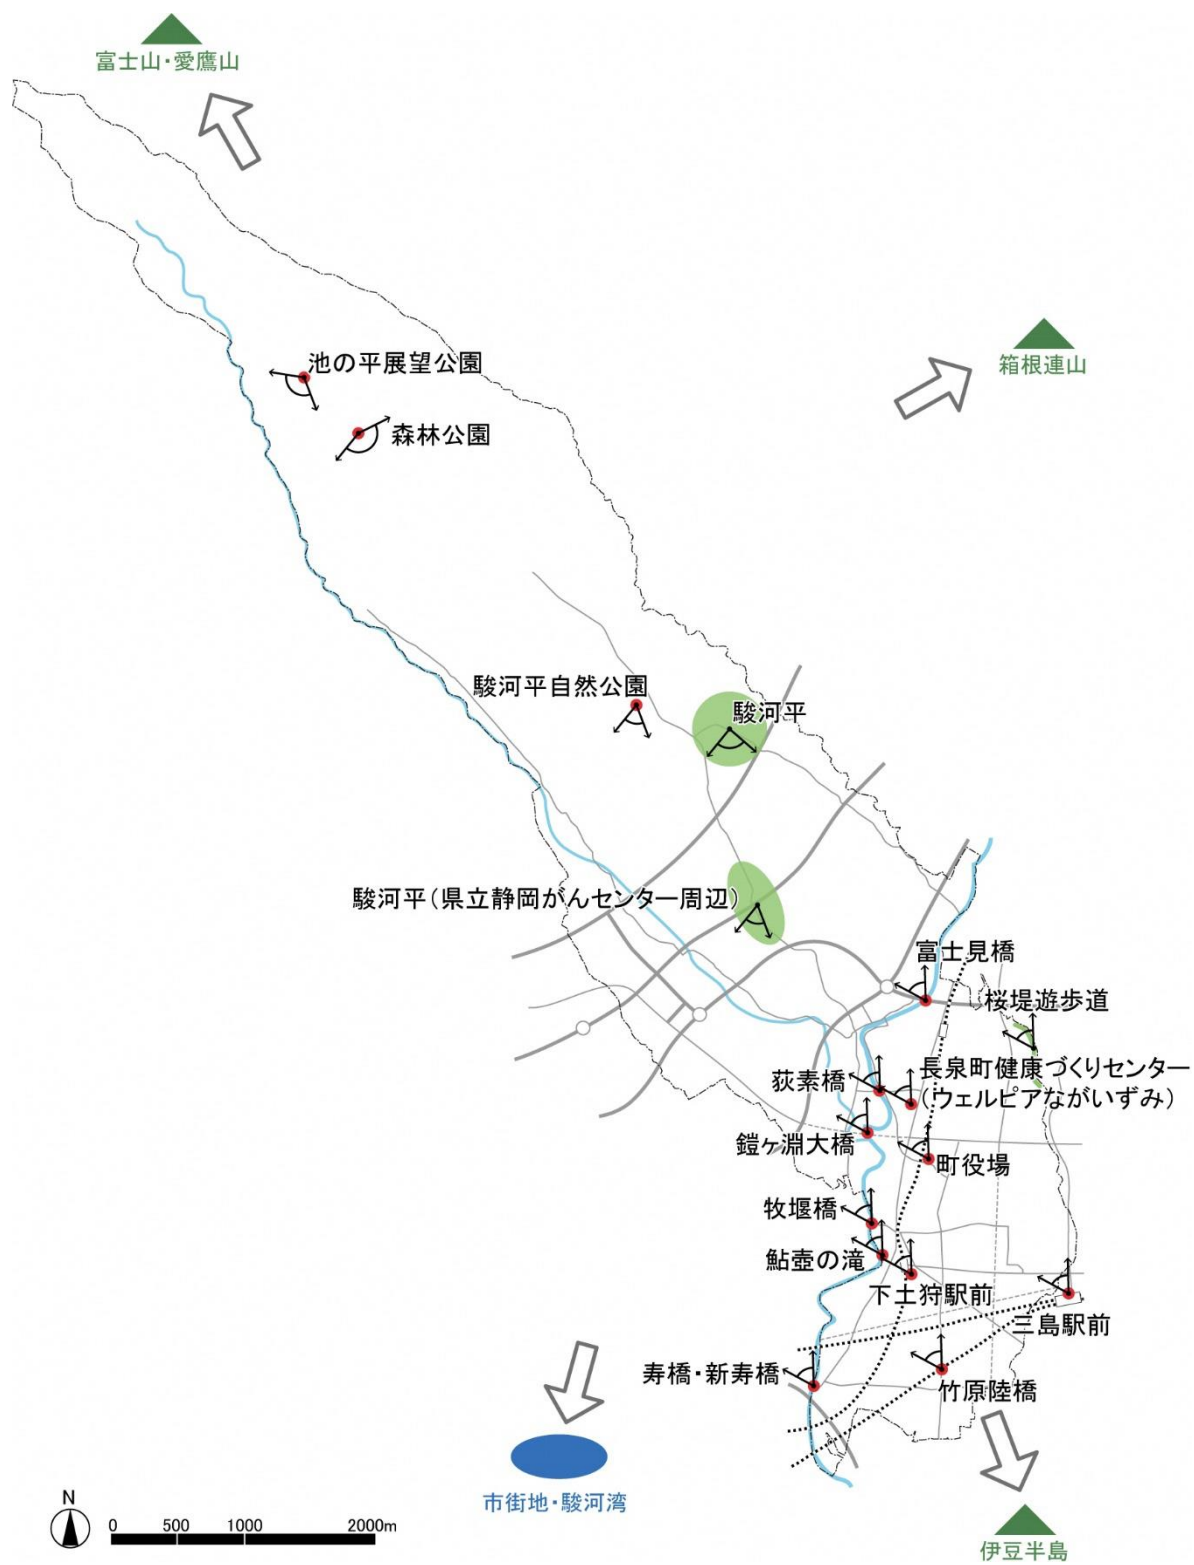 富士山・愛鷹山
箱根連山
池の平展望公園
森林公園
駿河平自然公園
駿河平
駿河平(県立静岡がんセンター周辺)
富士見橋
桜堤遊歩道
荻素橋
長泉町健康づくりセンター
(ウェルピアながいずみ)
鎧ヶ淵大橋
町役場
牧堰橋
鮎壺の滝
下土狩駅前
三島駅前
寿橋・新寿橋
竹原陸橋
市街地・駿河湾
伊豆半島
N
0 500 1000 2000m